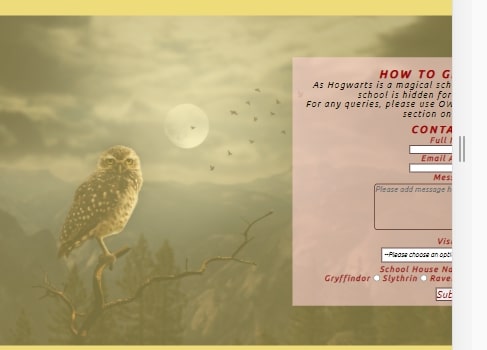 HOW TO G
As Hogwarts is a magical sch
school is hidden for
For any queries, please use OW
section on
CONTA
Full
Email A
Mes
Please add message h
Visi
--Please choose an opti
School House Na
Gryffindor Slythrin Rave
Sub